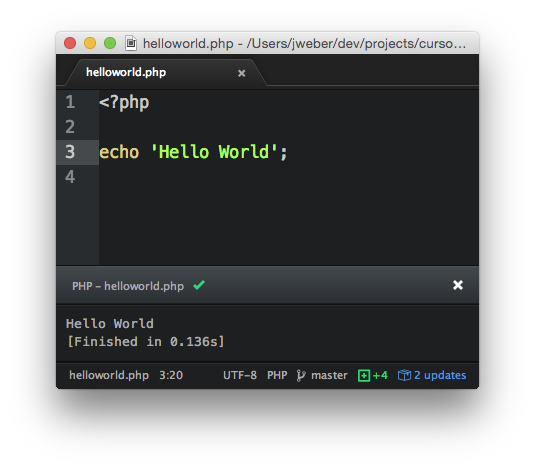 helloworld.php - /Users/jweber/dev/projects/curso...
helloworld.php
1 <?php
2
3 echo 'Hello World';
4
PHP - helloworld.php
Hello World
[Finished in 0.136s]
helloworld.php 3:20 UTF-8 PHP master +4 2 updates